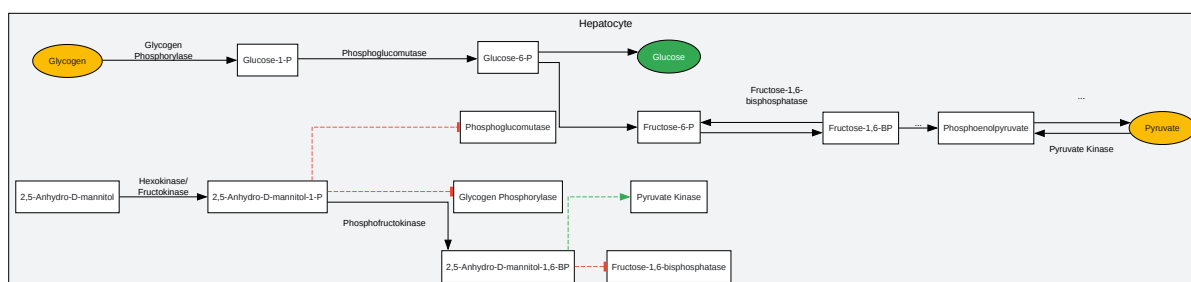 Hepatocyte
Glycogen
Glycogen
Phosphorylase
Glucose-1-P
Phosphoglucomutase
Glucose-6-P
Glucose
Phosphoglucomutase
Fructose-6-P
Fructose-1,6-
bisphosphatase
Fructose-1,6-BP
...
Phosphoenolpyruvate
...
Pyruvate
Pyruvate Kinase
2,5-Anhydro-D-mannitol
Hexokinase/
Fructokinase
2,5-Anhydro-D-mannitol-1-P
Glycogen Phosphorylase
Pyruvate Kinase
Phosphofructokinase
2,5-Anhydro-D-mannitol-1,6-BP
Fructose-1,6-bisphosphatase